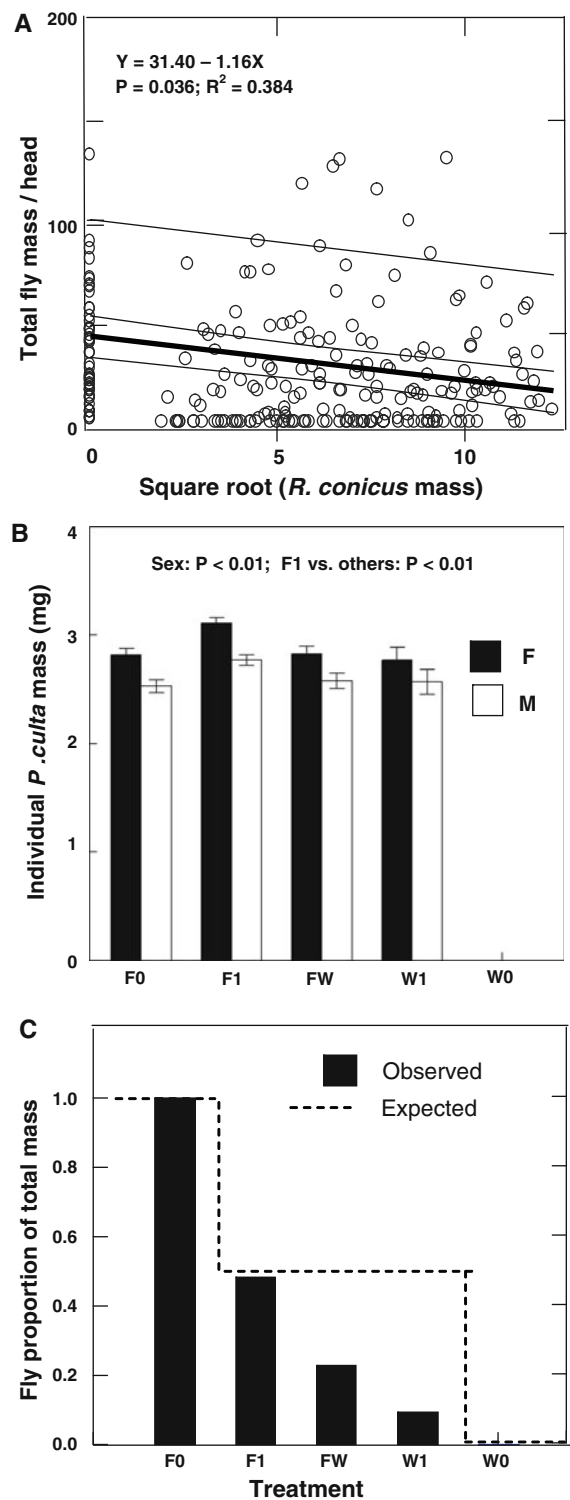 A
200
Y = 31.40 – 1.16X
P = 0.036; R² = 0.384
Total fly mass / head
100
0
0 5 10
Square root (R. conicus mass)
B
4
Sex: P < 0.01; F1 vs. others: P < 0.01
Individual P .culta mass (mg)
3
F
M
2
1
0
F0 F1 FW W1 W0
C
Observed
Expected
Fly proportion of total mass
1.0
0.8
0.6
0.4
0.2
0.0
F0 F1 FW W1 W0
Treatment